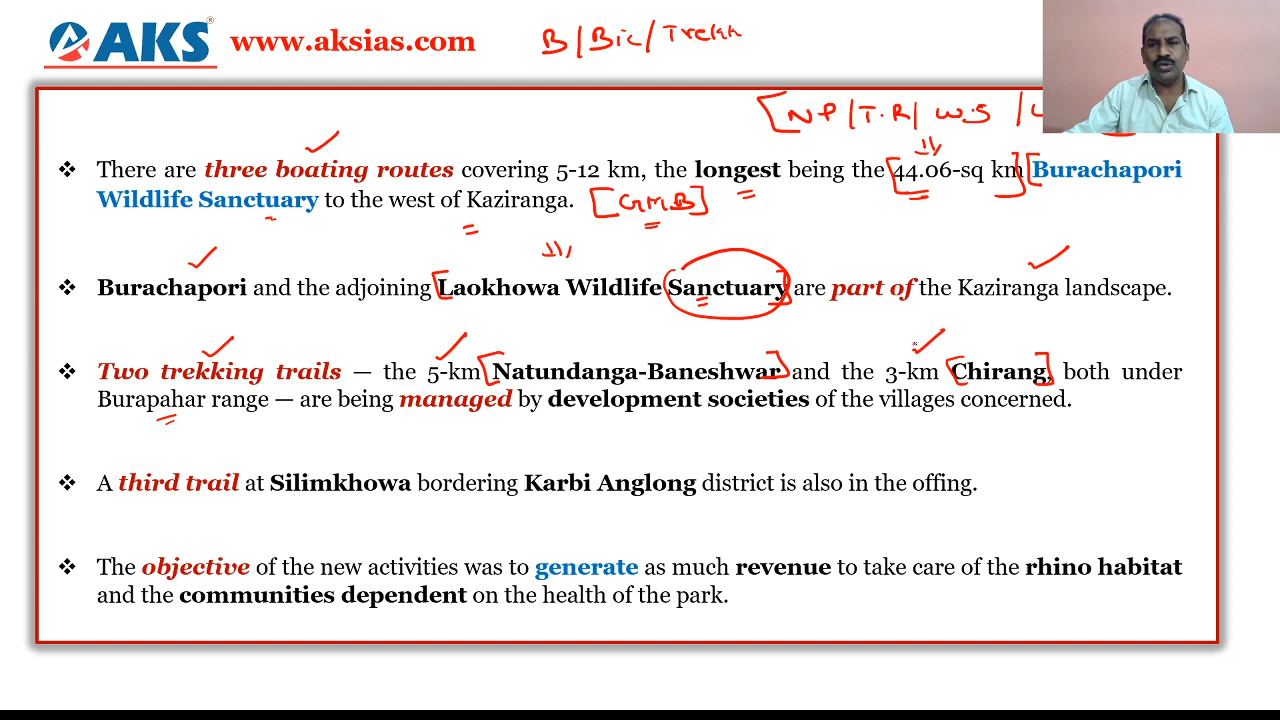 AKS
www.aksias.com
B / Bic / Trekk
[NP / T.R / W.S /
❖ There are three boating routes covering 5-12 km, the longest being the 44.06-sq km Burachapori
Wildlife Sanctuary to the west of Kaziranga. [GMB]
❖ Burachapori and the adjoining Laokhowa Wildlife Sanctuary are part of the Kaziranga landscape.
❖ Two trekking trails — the 5-km Natundanga-Baneshwar and the 3-km Chirang, both under
Burapahar range — are being managed by development societies of the villages concerned.
❖ A third trail at Silimkhowa bordering Karbi Anglong district is also in the offing.
❖ The objective of the new activities was to generate as much revenue to take care of the rhino habitat
and the communities dependent on the health of the park.